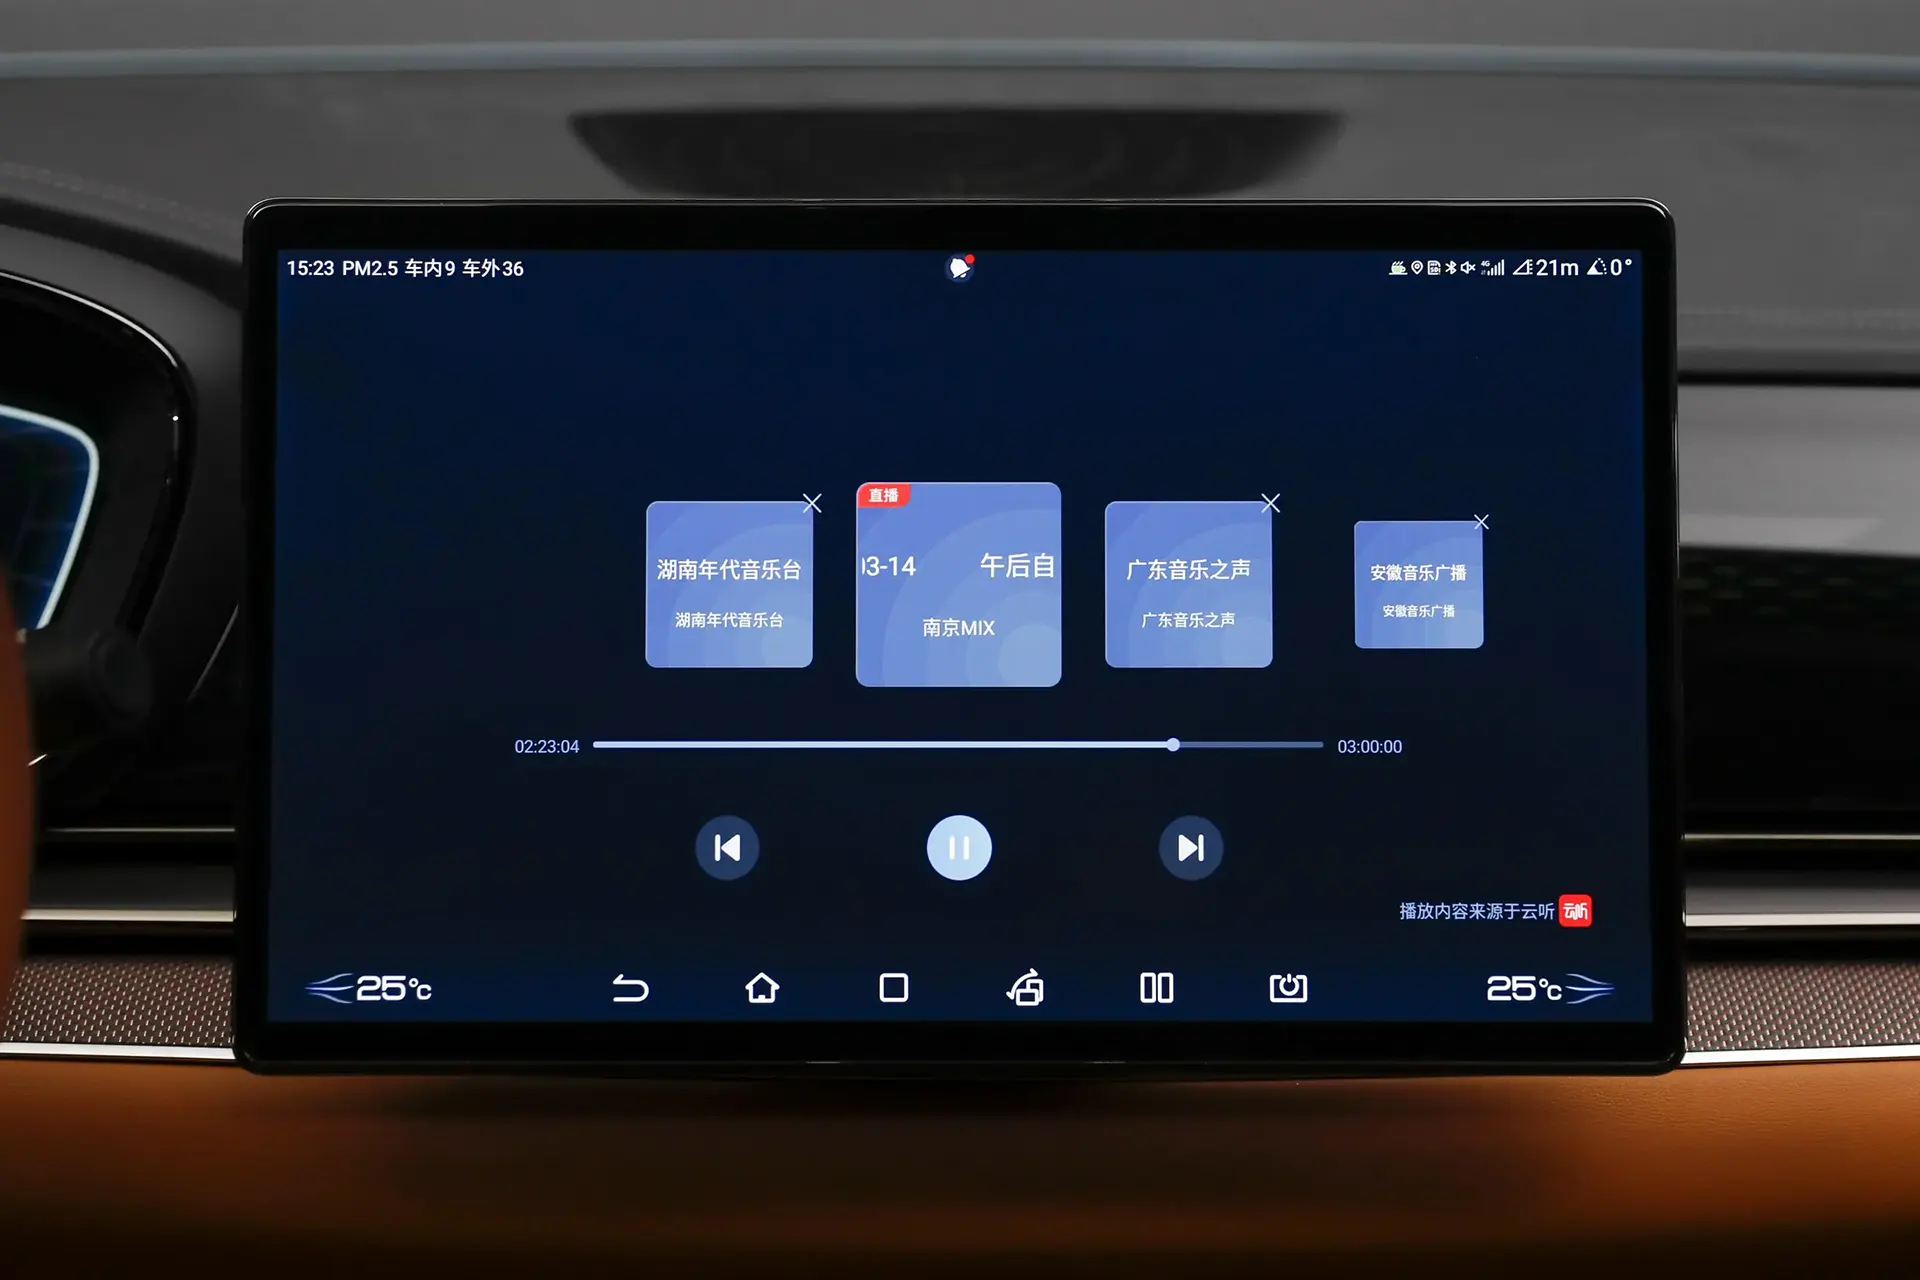 15:23 PM2.5 车内9 车外36
4G
21m
0°
湖南年代音乐台
湖南年代音乐台
直播
03-14 午后自
南京MIX
广东音乐之声
广东音乐之声
安徽音乐广播
安徽音乐广播
02:23:04
03:00:00
播放内容来源于云听
云听
25°c
25°c